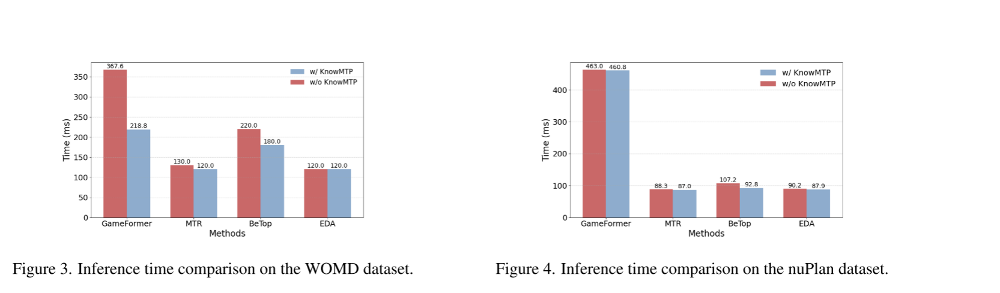 367.6
w/ KnowMTP
w/o KnowMTP
350
300
250
218.8
220.0
200
180.0
150
130.0
120.0
120.0
120.0
100
50
0
Time (ms)
GameFormer
MTR
BeTop
EDA
Methods
Figure 3. Inference time comparison on the WOMD dataset.
463.0
460.8
w/ KnowMTP
w/o KnowMTP
400
300
200
107.2
100
88.3
87.0
92.8
90.2
87.9
0
Time (ms)
GameFormer
MTR
BeTop
EDA
Methods
Figure 4. Inference time comparison on the nuPlan dataset.